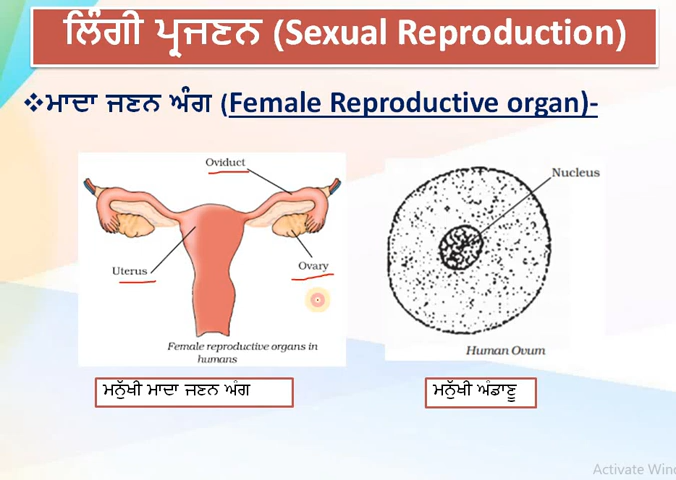 ਲਿੰਗੀ ਪ੍ਰਜਣਨ (Sexual Reproduction)
❖ਮਾਦਾ ਜਣਨ ਅੰਗ (Female Reproductive organ)-
Oviduct
Nucleus
Uterus
Ovary
Female reproductive organs in
humans
Human Ovum
ਮਨੁੱਖੀ ਮਾਦਾ ਜਣਨ ਅੰਗ
ਮਨੁੱਖੀ ਅੰਡਾਣੂ
Activate Win